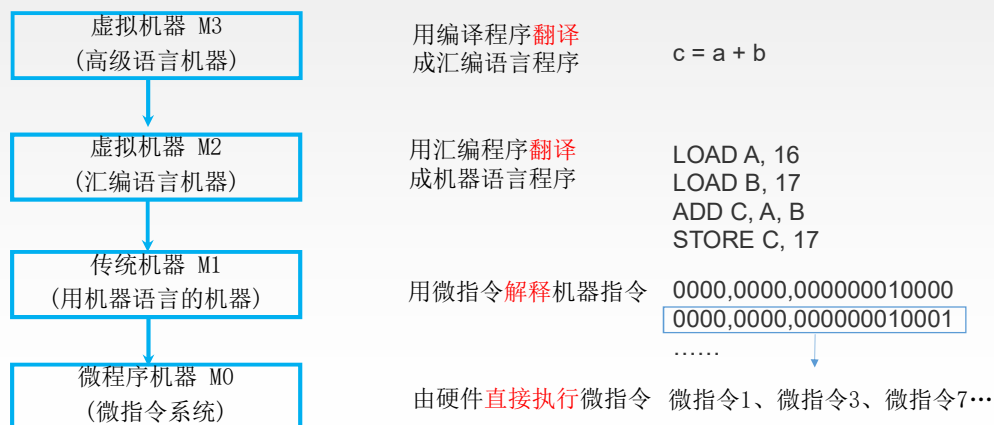 虚拟机器 M3
(高级语言机器)
用编译程序翻译
成汇编语言程序
c = a + b
虚拟机器 M2
(汇编语言机器)
用汇编程序翻译
成机器语言程序
LOAD A, 16
LOAD B, 17
ADD C, A, B
STORE C, 17
传统机器 M1
(用机器语言的机器)
用微指令解释机器指令
0000,0000,000000010000
0000,0000,000000010001
……
微程序机器 M0
(微指令系统)
由硬件直接执行微指令
微指令1、微指令3、微指令7…